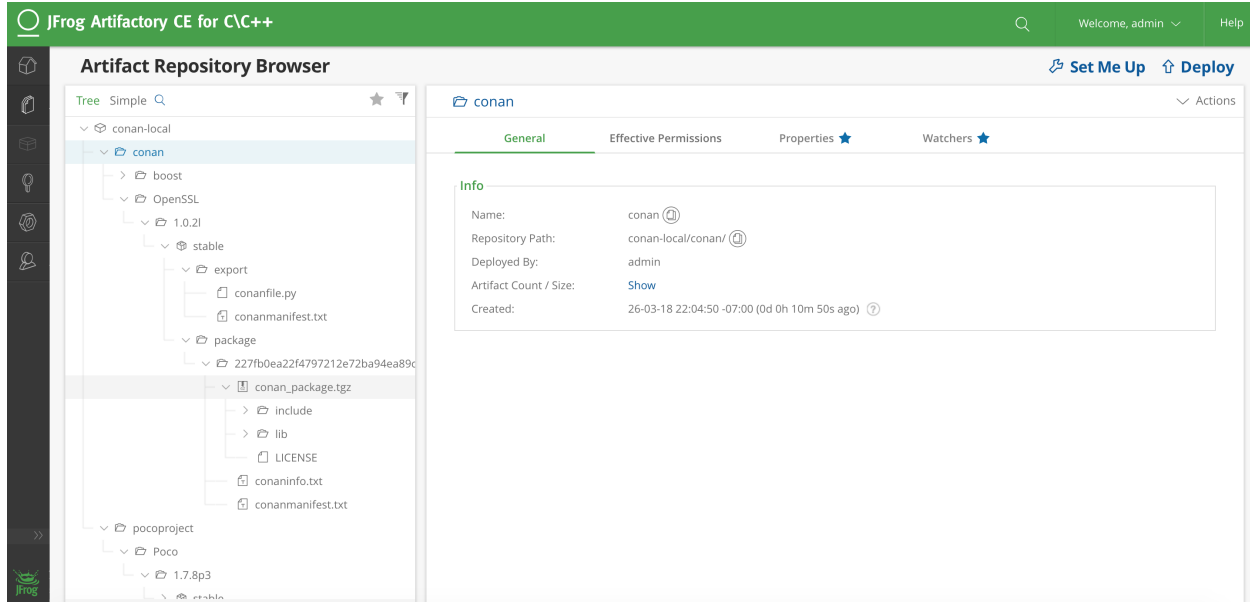 JFrog Artifactory CE for C\C++
Welcome, admin
Help
Artifact Repository Browser
Set Me Up
Deploy
Tree Simple
conan-local
conan
boost
OpenSSL
1.0.2l
stable
export
conanfile.py
conanmanifest.txt
package
227fb0ea22f4797212e72ba94ea89c
conan_package.tgz
include
lib
LICENSE
conaninfo.txt
conanmanifest.txt
pocoproject
Poco
1.7.8p3
stable
conan
Actions
General Effective Permissions Properties Watchers
Info
Name: conan
Repository Path: conan-local/conan/
Deployed By: admin
Artifact Count / Size: Show
Created: 26-03-18 22:04:50 -07:00 (0d 0h 10m 50s ago) ?
JFrog